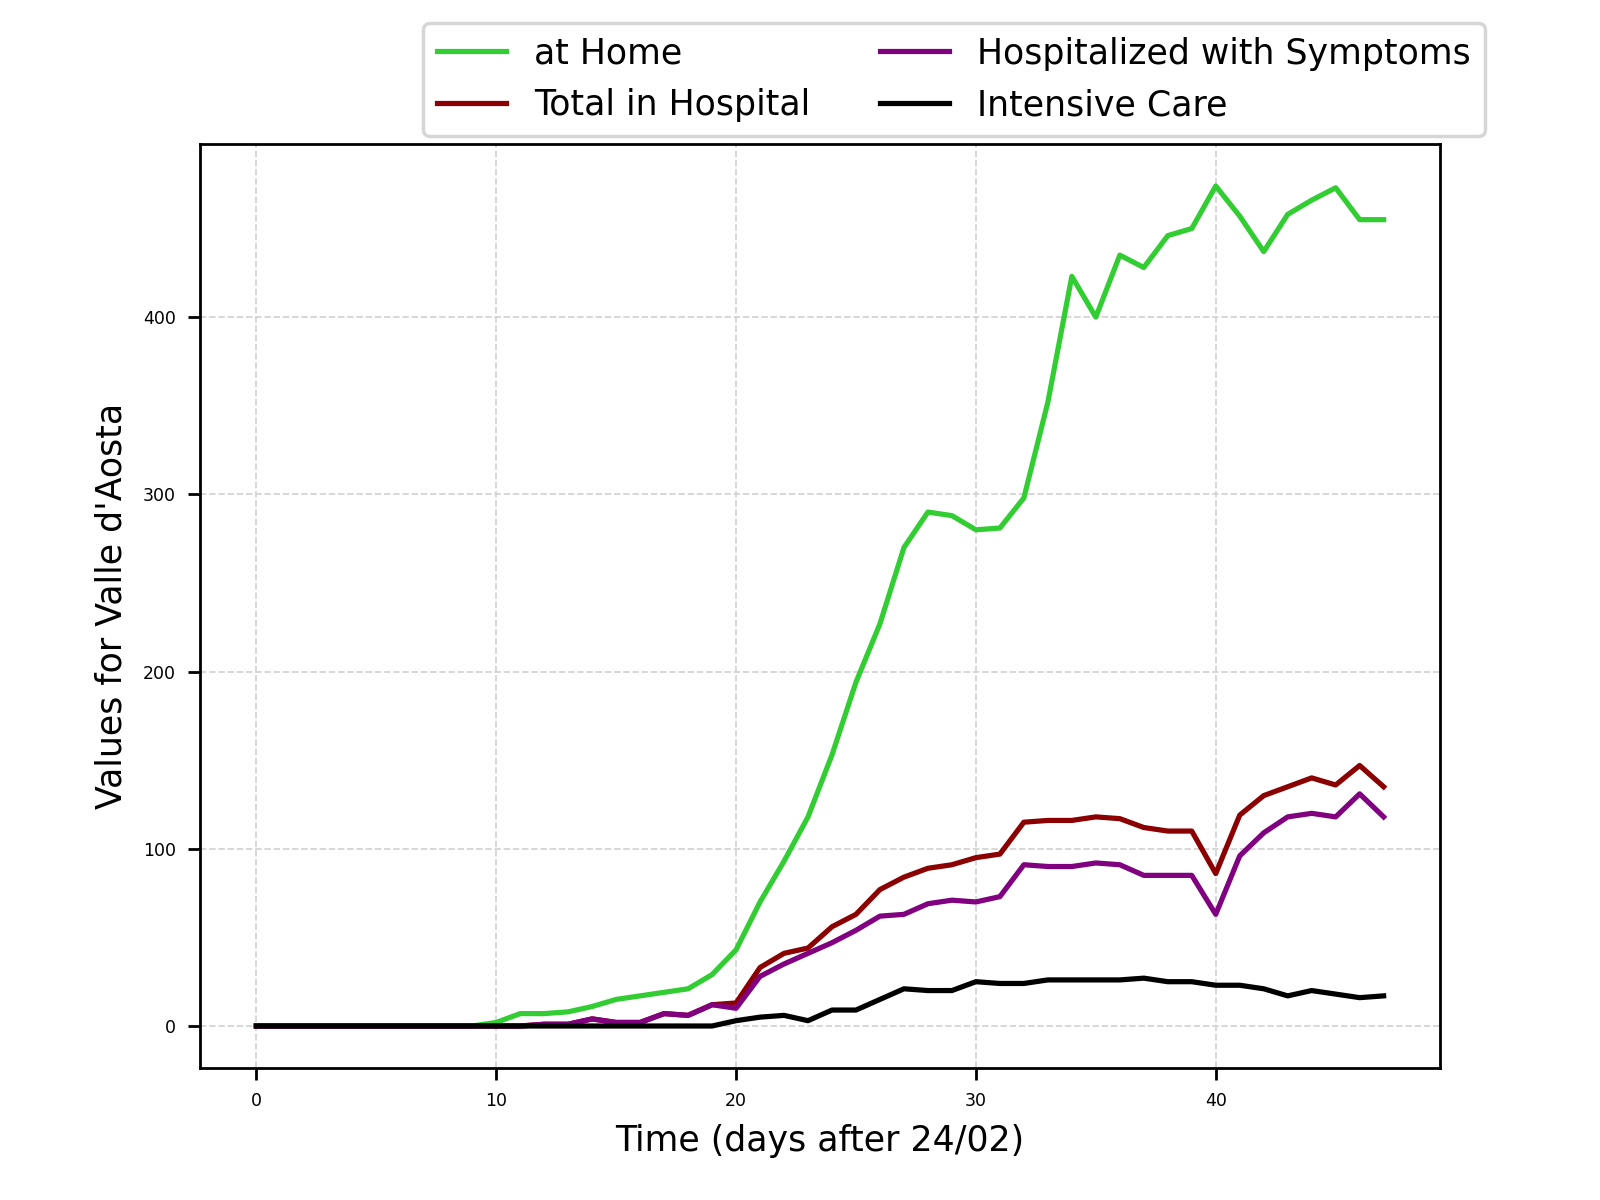 at Home
Total in Hospital
Hospitalized with Symptoms
Intensive Care
Values for Valle d'Aosta
400
300
200
100
0
0 10 20 30 40
Time (days after 24/02)